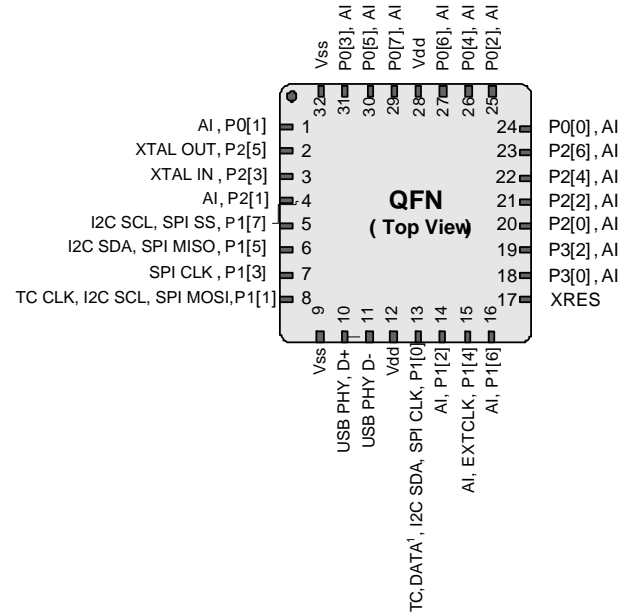 Vss
P0[3], AI
P0[5], AI
P0[7], AI
Vdd
P0[6], AI
P0[4], AI
P0[2], AI
32
31
30
29
28
27
26
25
AI , P0[1]
1
XTAL OUT, P2[5]
2
XTAL IN , P2[3]
3
AI, P2[1]
4
I2C SCL, SPI SS, P1[7]
5
I2C SDA, SPI MISO, P1[5]
6
SPI CLK , P1[3]
7
TC CLK, I2C SCL, SPI MOSI,P1[1]
8
QFN
( Top View)
24
P0[0] , AI
23
P2[6] , AI
22
P2[4] , AI
21
P2[2] , AI
20
P2[0] , AI
19
P3[2] , AI
18
P3[0] , AI
17
XRES
9
10
11
12
13
14
15
16
Vss
USB PHY, D+
USB PHY D-
Vdd
TC,DATA¹, I2C SDA, SPI CLK, P1[0]
AI, P1[2]
AI, EXTCLK, P1[4]
AI, P1[6]